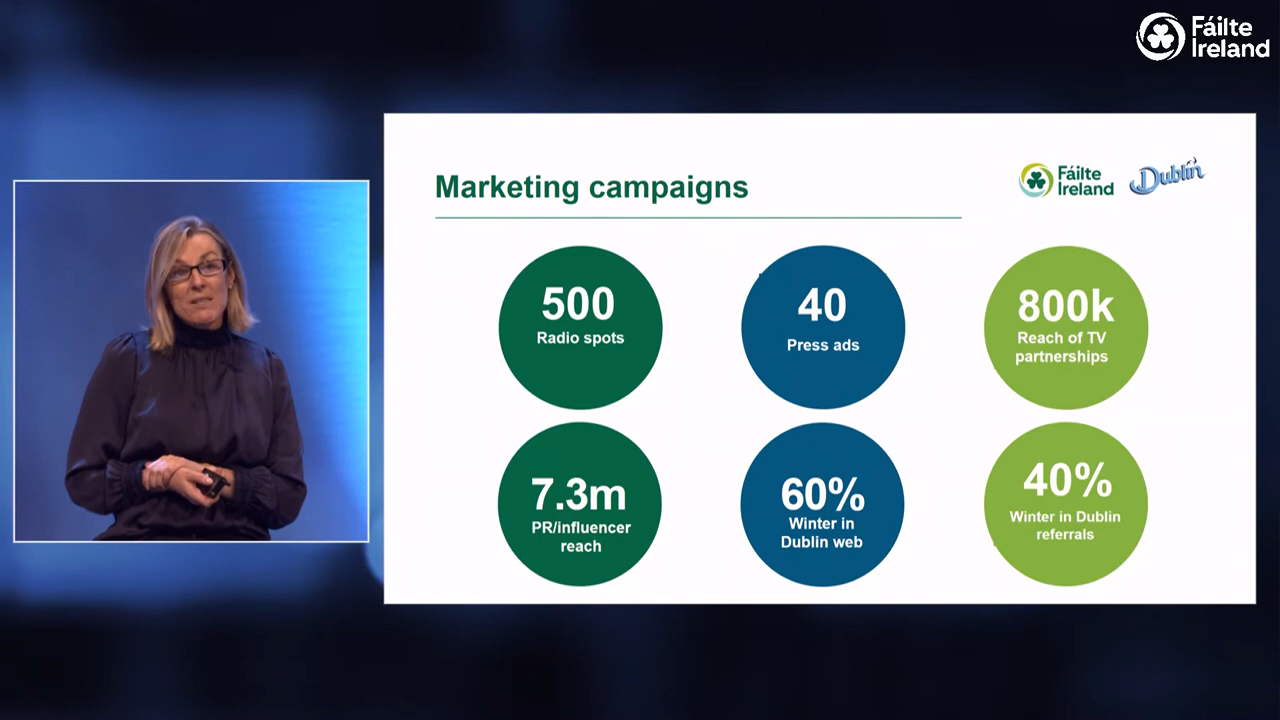 Fáilte
Ireland
Marketing campaigns
Fáilte
Ireland
Dublin
500
Radio spots
40
Press ads
800k
Reach of TV
partnerships
7.3m
PR/influencer
reach
60%
Winter in
Dublin web
40%
Winter in Dublin
referrals